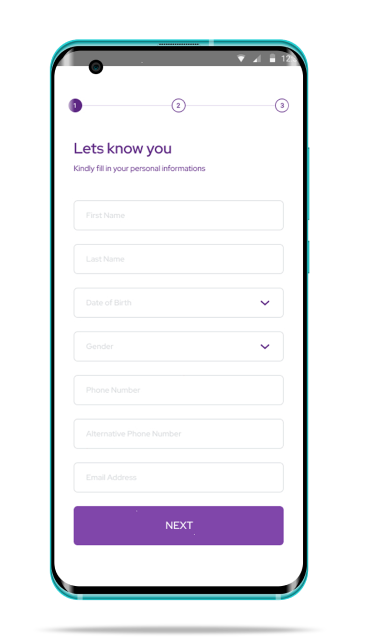 12:
1
2
3
Lets know you
Kindly fill in your personal informations
First Name
Last Name
Date of Birth
Gender
Phone Number
Alternative Phone Number
Email Address
NEXT